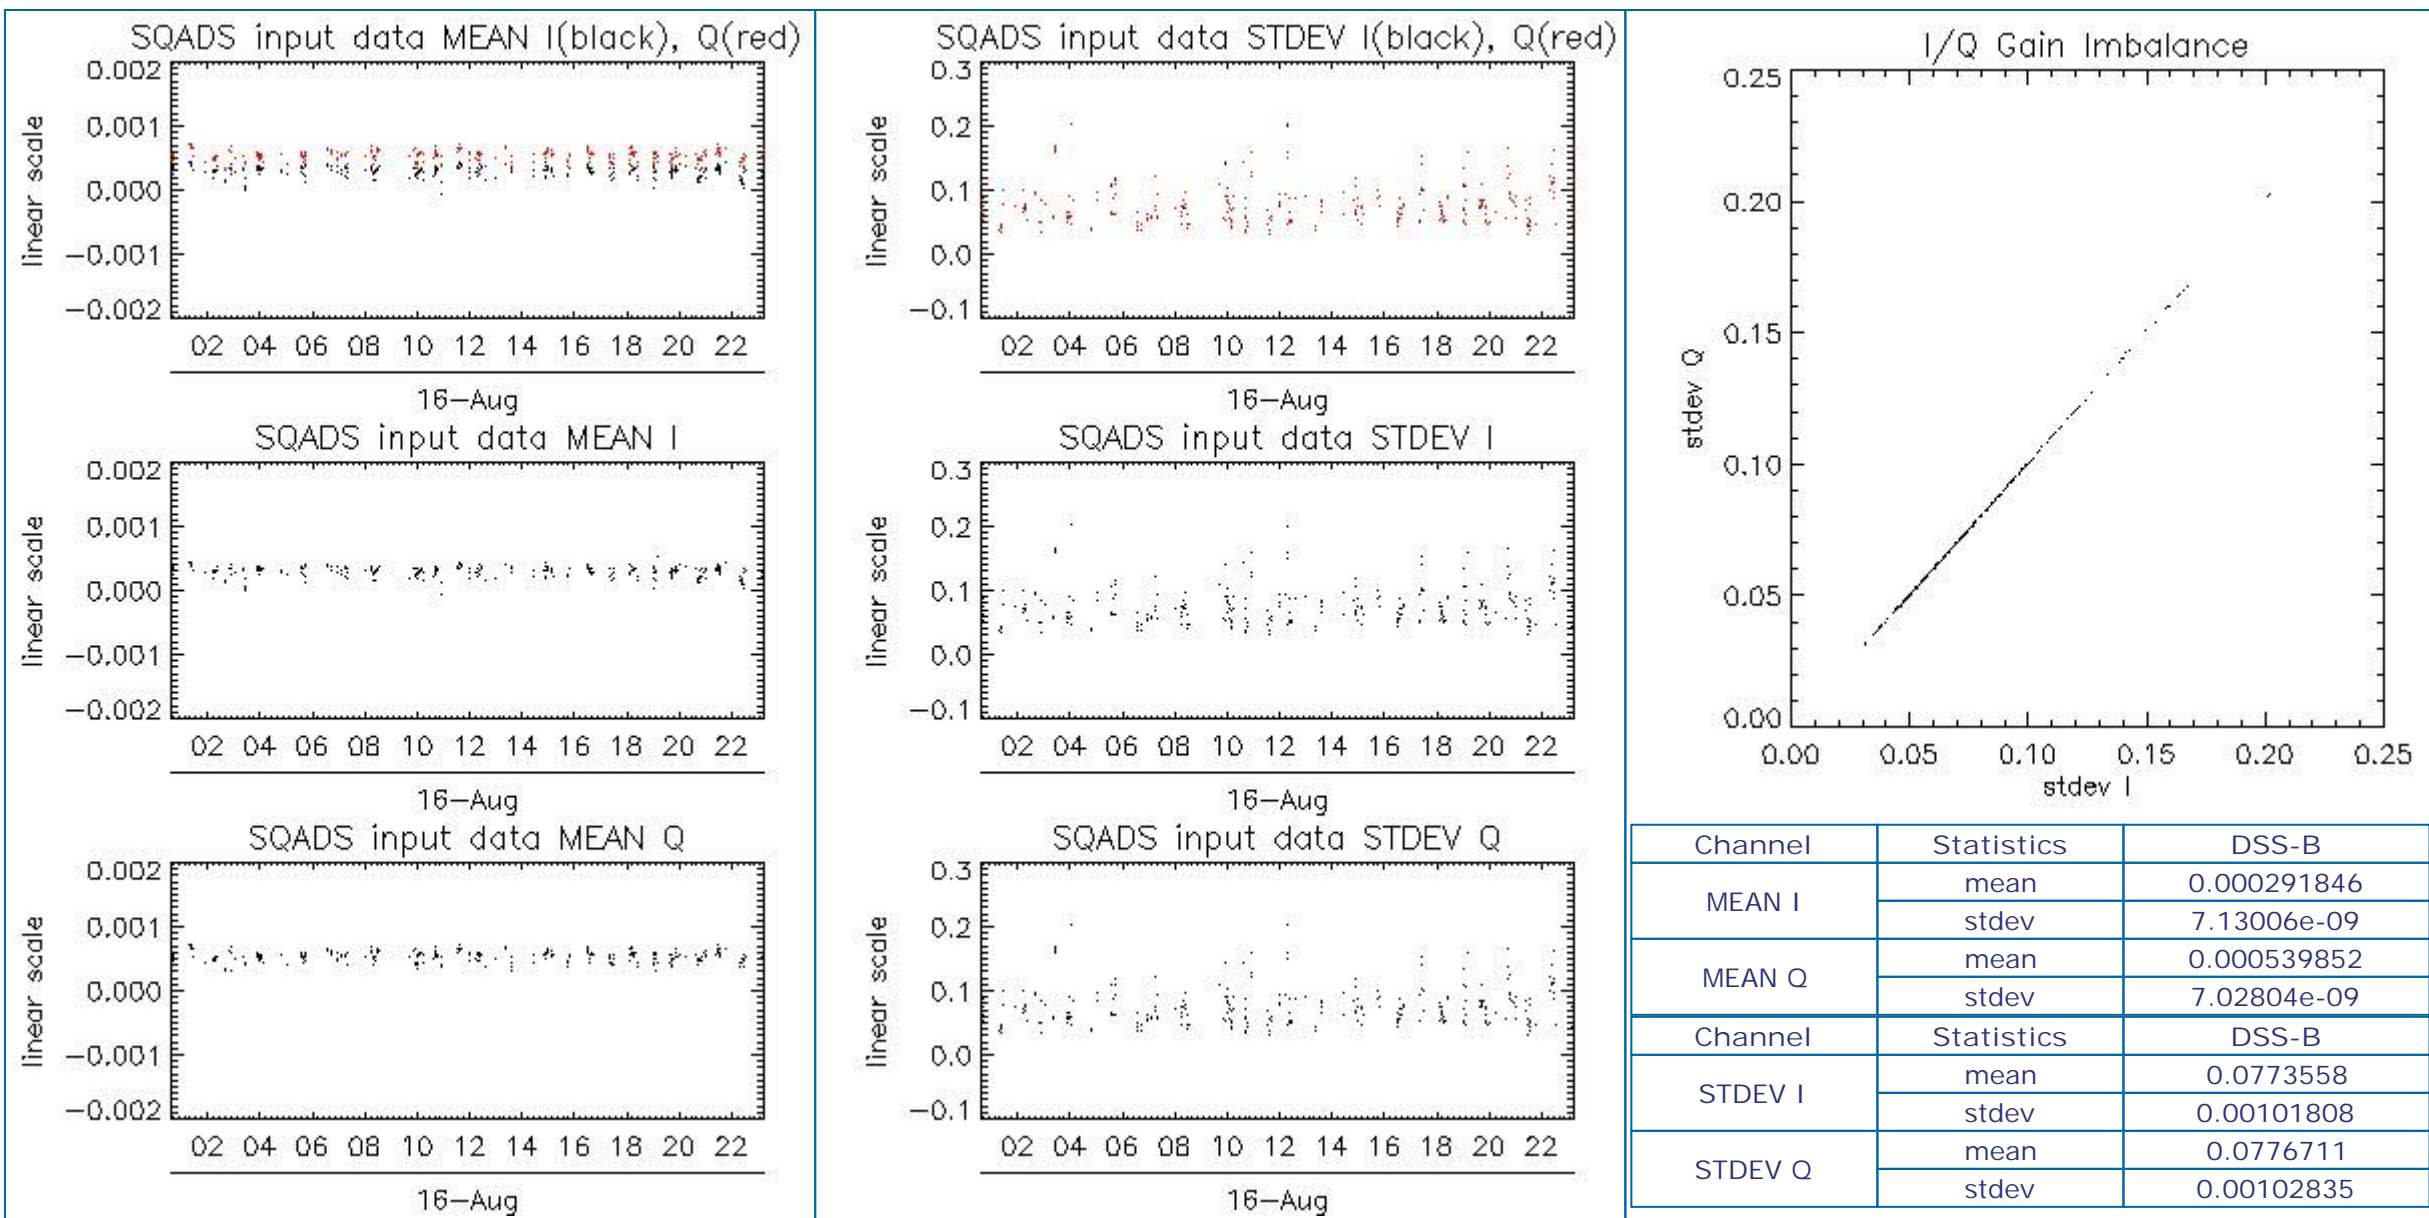 SQADS input data MEAN I(black), Q(red)
linear scale
0.002
0.001
0.000
−0.001
−0.002
02 04 06 08 10 12 14 16 18 20 22
16−Aug
SQADS input data MEAN I
linear scale
0.002
0.001
0.000
−0.001
−0.002
02 04 06 08 10 12 14 16 18 20 22
16−Aug
SQADS input data MEAN Q
linear scale
0.002
0.001
0.000
−0.001
−0.002
02 04 06 08 10 12 14 16 18 20 22
16−Aug
SQADS input data STDEV I(black), Q(red)
linear scale
0.3
0.2
0.1
0.0
−0.1
02 04 06 08 10 12 14 16 18 20 22
16−Aug
SQADS input data STDEV I
linear scale
0.3
0.2
0.1
0.0
−0.1
02 04 06 08 10 12 14 16 18 20 22
16−Aug
SQADS input data STDEV Q
linear scale
0.3
0.2
0.1
0.0
−0.1
02 04 06 08 10 12 14 16 18 20 22
16−Aug
I/Q Gain Imbalance
stdev Q
0.25
0.20
0.15
0.10
0.05
0.00
0.00 0.05 0.10 0.15 0.20 0.25
stdev I
Channel Statistics DSS-B
MEAN I mean 0.000291846
stdev 7.13006e-09
MEAN Q mean 0.000539852
stdev 7.02804e-09
Channel Statistics DSS-B
STDEV I mean 0.0773558
stdev 0.00101808
STDEV Q mean 0.0776711
stdev 0.00102835